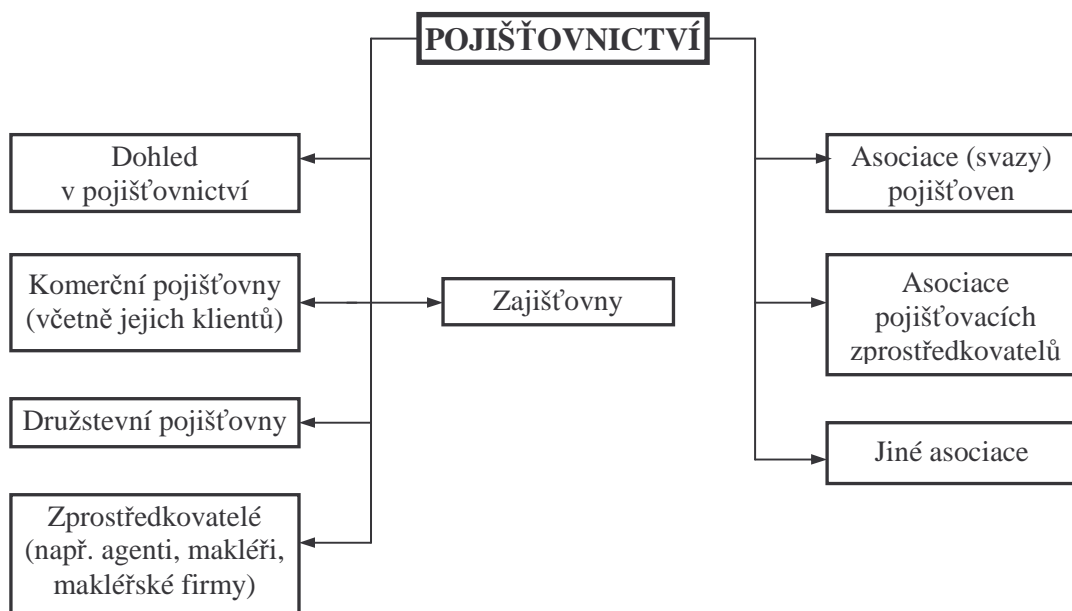 POJIŠŤOVNICTVÍ
Dohled
v pojišťovnictví
Komerční pojišťovny
(včetně jejich klientů)
Družstevní pojišťovny
Zprostředkovatelé
(např. agenti, makléři,
makléřské firmy)
Zajišťovny
Asociace (svazy)
pojišťoven
Asociace
pojišťovacích
zprostředkovatelů
Jiné asociace